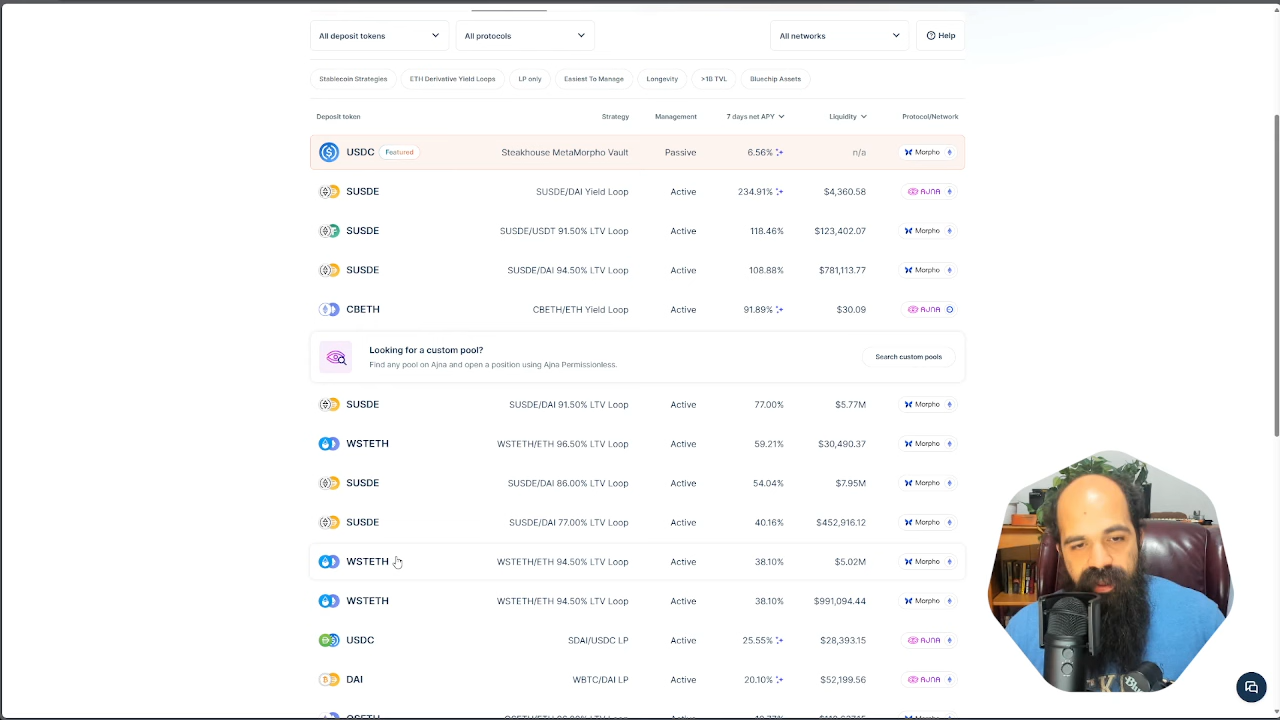 All deposit tokens All protocols All networks Help
Stablecoin Strategies ETH Derivative Yield Loops LP only Easiest To Manage Longevity >1B TVL Bluechip Assets
Deposit token Strategy Management 7 days net APY Liquidity Protocol/Network
USDC Featured Steakhouse MetaMorpho Vault Passive 6.56% n/a Morpho
SUSDE SUSDE/DAI Yield Loop Active 234.91% $4,360.58 AJNA
SUSDE SUSDE/USDT 91.50% LTV Loop Active 118.46% $123,402.07 Morpho
SUSDE SUSDE/DAI 94.50% LTV Loop Active 108.88% $781,113.77 Morpho
CBETH CBETH/ETH Yield Loop Active 91.89% $30.09 AJNA
Looking for a custom pool?
Find any pool on Ajna and open a position using Ajna Permissionless.
Search custom pools
SUSDE SUSDE/DAI 91.50% LTV Loop Active 77.00% $5.77M Morpho
WSTETH WSTETH/ETH 96.50% LTV Loop Active 59.21% $30,490.37 Morpho
SUSDE SUSDE/DAI 86.00% LTV Loop Active 54.04% $7.95M Morpho
SUSDE SUSDE/DAI 77.00% LTV Loop Active 40.16% $452,916.12 Morpho
WSTETH WSTETH/ETH 94.50% LTV Loop Active 38.10% $5.02M Morpho
WSTETH WSTETH/ETH 94.50% LTV Loop Active 38.10% $991,094.44 Morpho
USDC SDAI/USDC LP Active 25.55% $28,393.15 AJNA
DAI WBTC/DAI LP Active 20.10% $52,199.56 AJNA